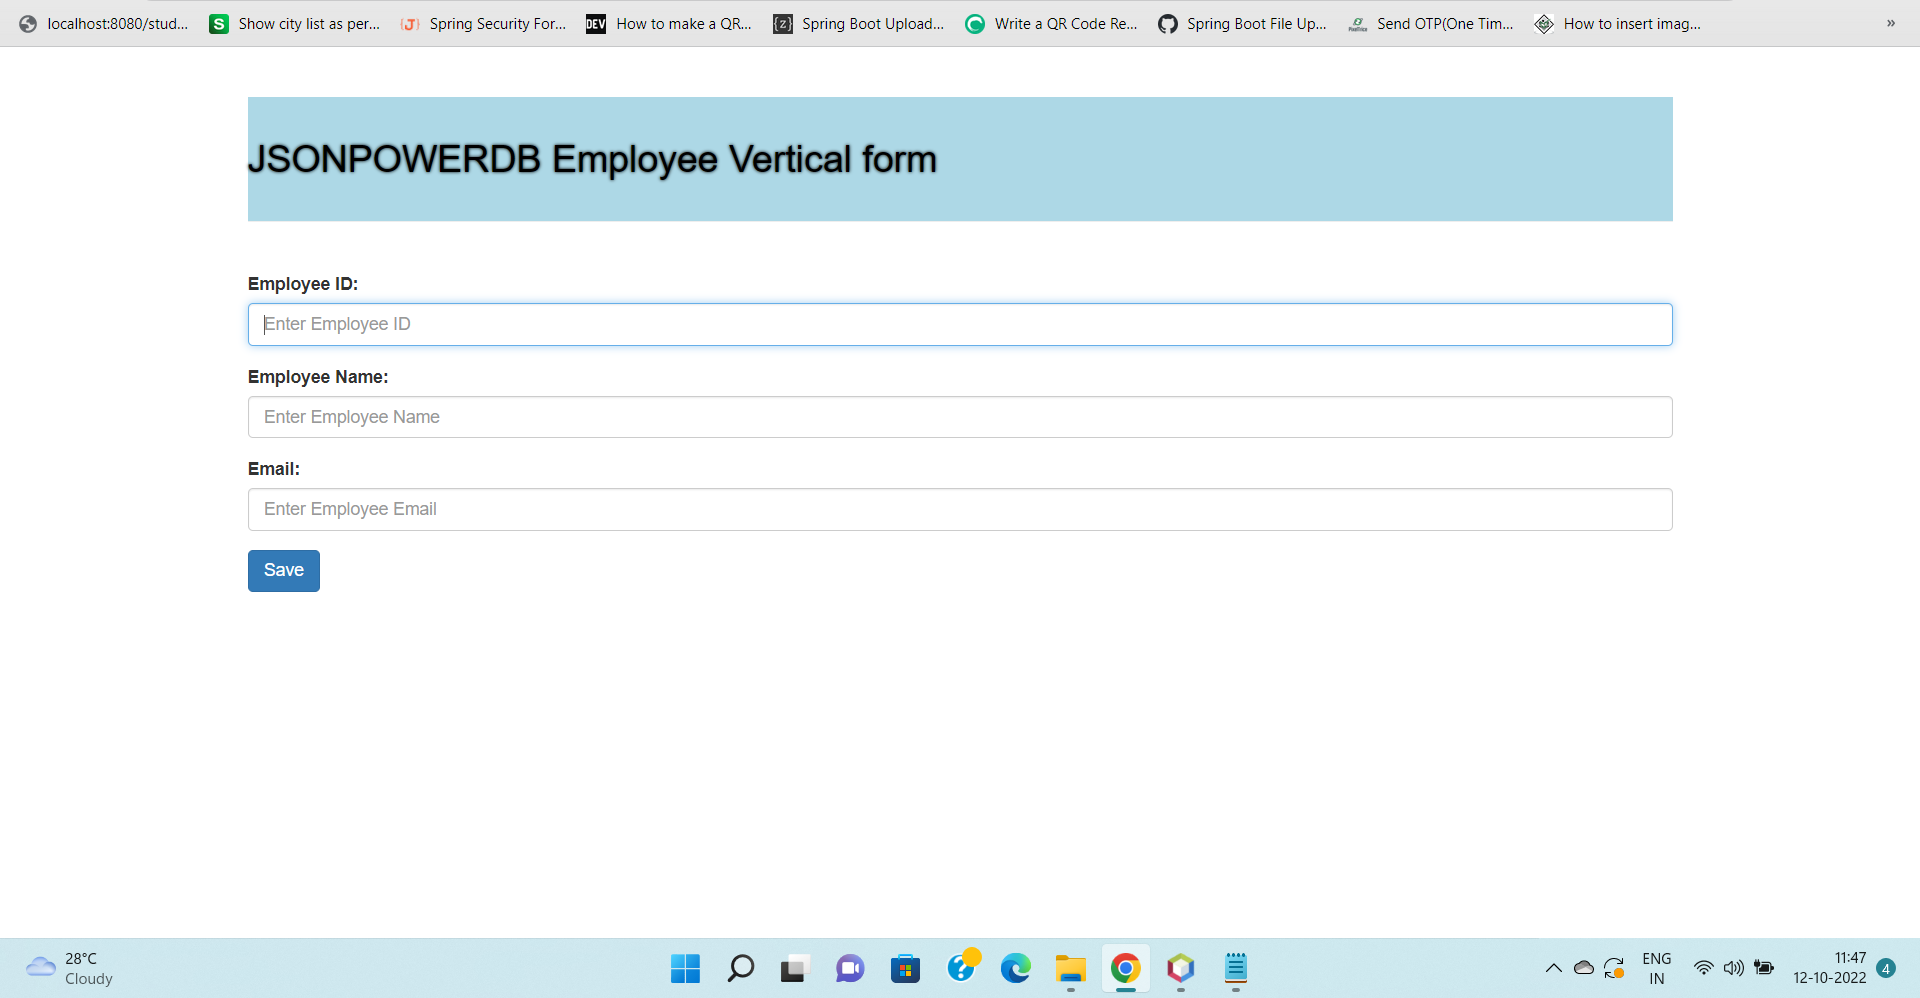 localhost:8080/stud...
S Show city list as per...
{J} Spring Security For...
DEV How to make a QR...
{z} Spring Boot Upload...
Write a QR Code Re...
Spring Boot File Up...
Send OTP(One Tim...
How to insert imag...
»
JSONPOWERDB Employee Vertical form
Employee ID:
Enter Employee ID
Employee Name:
Enter Employee Name
Email:
Enter Employee Email
Save
28°C
Cloudy
?
ENG
IN
11:47
12-10-2022
4